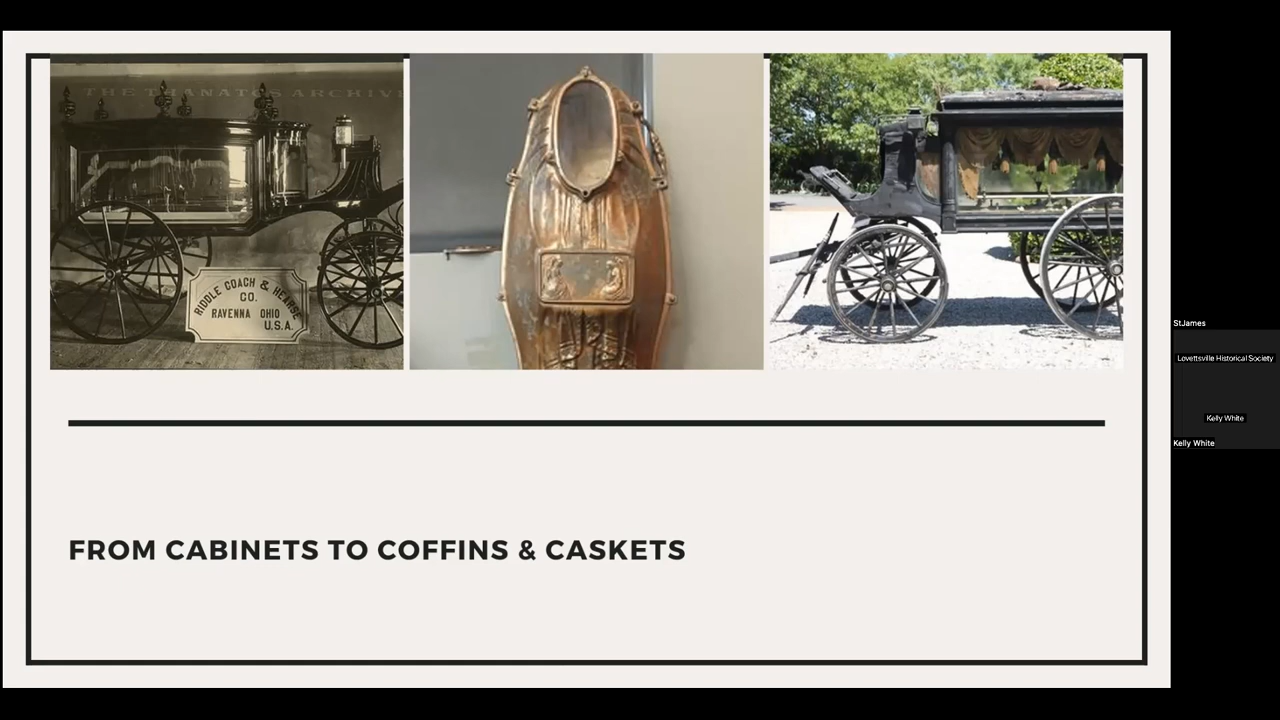 THE THANATOS ARCHIVE
RIDDLE COACH & HEARSE
CO.
RAVENNA OHIO
U.S.A.
FROM CABINETS TO COFFINS & CASKETS
StJames
Lovettsville Historical Society
Kelly White
Kelly White